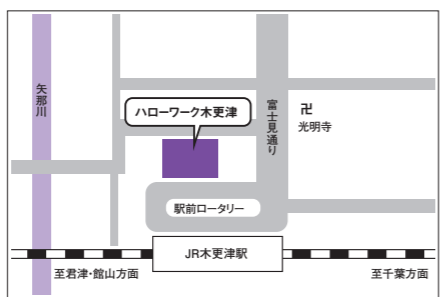 矢那川
ハローワーク木更津
富士見通り
卍
光明寺
駅前ロータリー
JR木更津駅
至君津・館山方面
至千葉方面